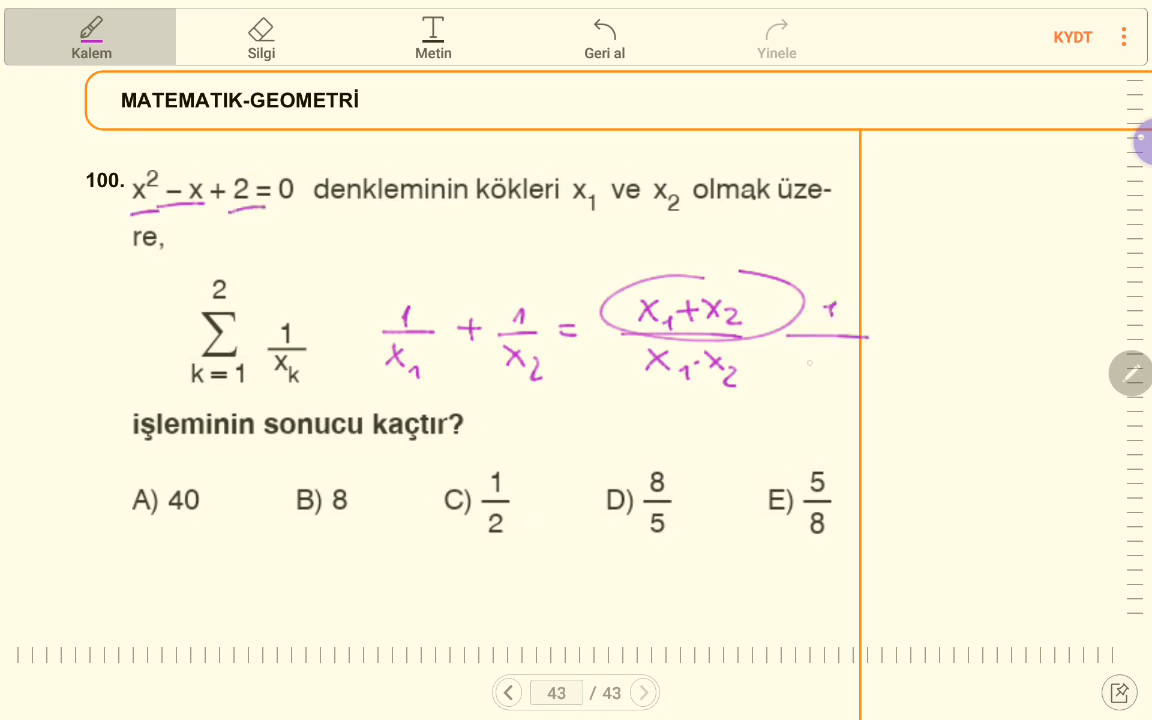 Kalem Silgi Metin Geri al Yinele KYDT
MATEMATIK-GEOMETRİ
100. x² – x + 2 = 0 denkleminin kökleri x₁ ve x₂ olmak üze-
re,
2
∑ 1/xₖ 1/x₁ + 1/x₂ = (x₁+x₂)/(x₁·x₂) 1
k = 1
işleminin sonucu kaçtır?
A) 40 B) 8 C) 1/2 D) 8/5 E) 5/8
43 / 43